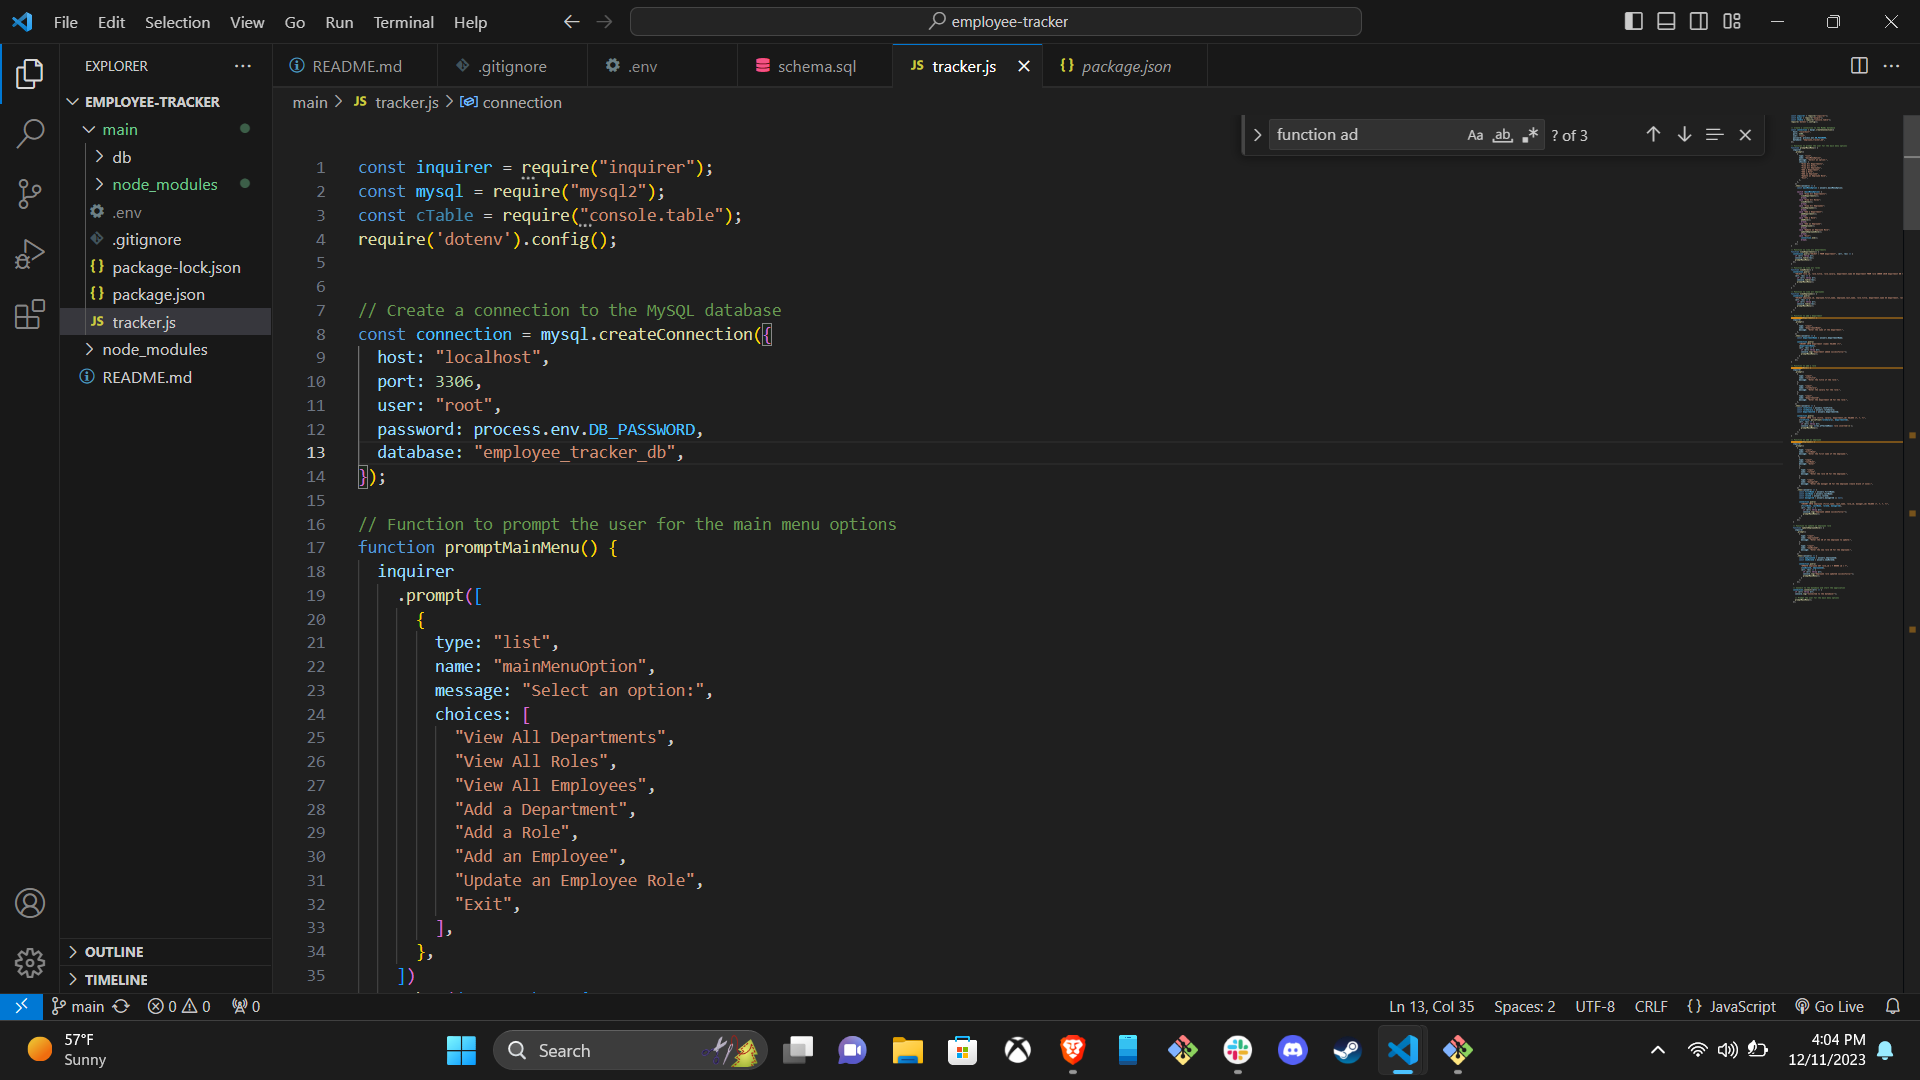 File Edit Selection View Go Run Terminal Help
employee-tracker
EXPLORER
README.md .gitignore .env schema.sql JS tracker.js {} package.json
EMPLOYEE-TRACKER
main > JS tracker.js > connection
main
db
node_modules
.env
.gitignore
{} package-lock.json
{} package.json
JS tracker.js
node_modules
README.md
function ad Aa ab ? of 3
1 const inquirer = require("inquirer");
2 const mysql = require("mysql2");
3 const cTable = require("console.table");
4 require('dotenv').config();
5
6
7 // Create a connection to the MySQL database
8 const connection = mysql.createConnection({
9 host: "localhost",
10 port: 3306,
11 user: "root",
12 password: process.env.DB_PASSWORD,
13 database: "employee_tracker_db",
14 });
15
16 // Function to prompt the user for the main menu options
17 function promptMainMenu() {
18 inquirer
19 .prompt([
20 {
21 type: "list",
22 name: "mainMenuOption",
23 message: "Select an option:",
24 choices: [
25 "View All Departments",
26 "View All Roles",
27 "View All Employees",
28 "Add a Department",
29 "Add a Role",
30 "Add an Employee",
31 "Update an Employee Role",
32 "Exit",
33 ],
34 },
35 ])
OUTLINE
TIMELINE
main 0 0 0
Ln 13, Col 35 Spaces: 2 UTF-8 CRLF {} JavaScript Go Live
57°F
Sunny
Search
4:04 PM
12/11/2023